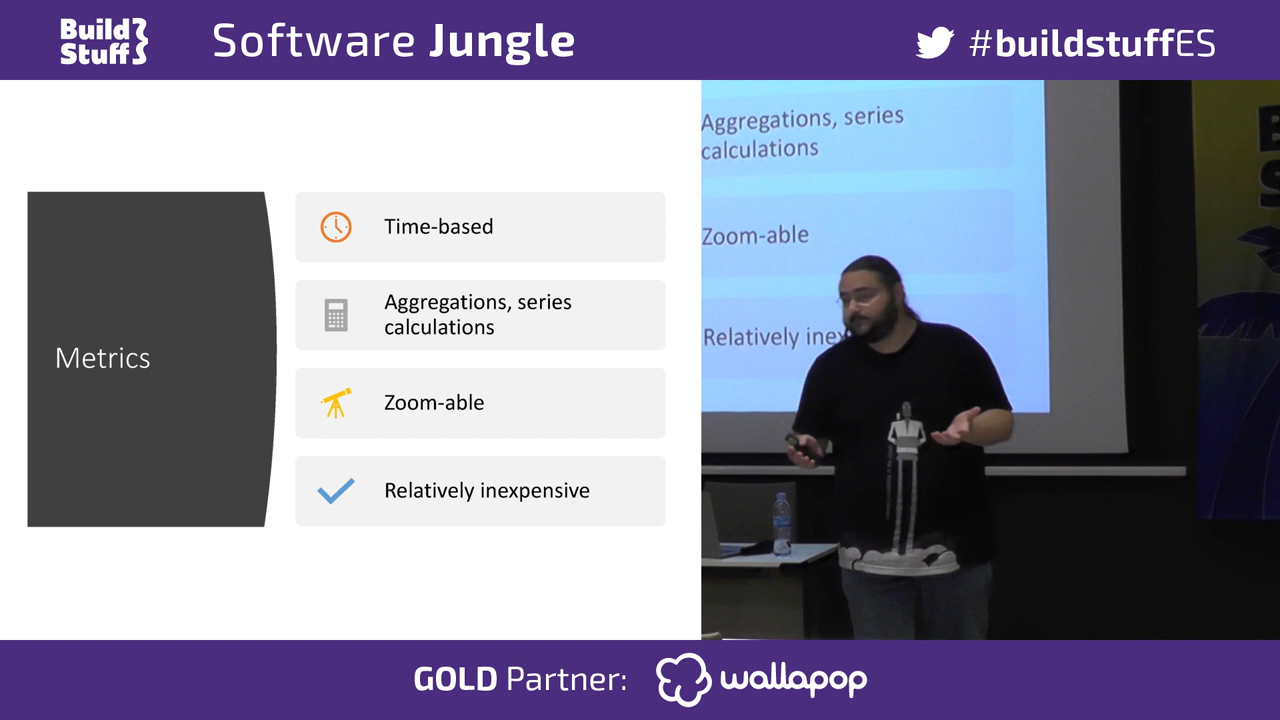 Build
Stuff
Software Jungle
#buildstuffES
Metrics
Time-based
Aggregations, series
calculations
Zoom-able
Relatively inexpensive
Aggregations, series
calculations
Zoom-able
Relatively
GOLD Partner:
wallapop